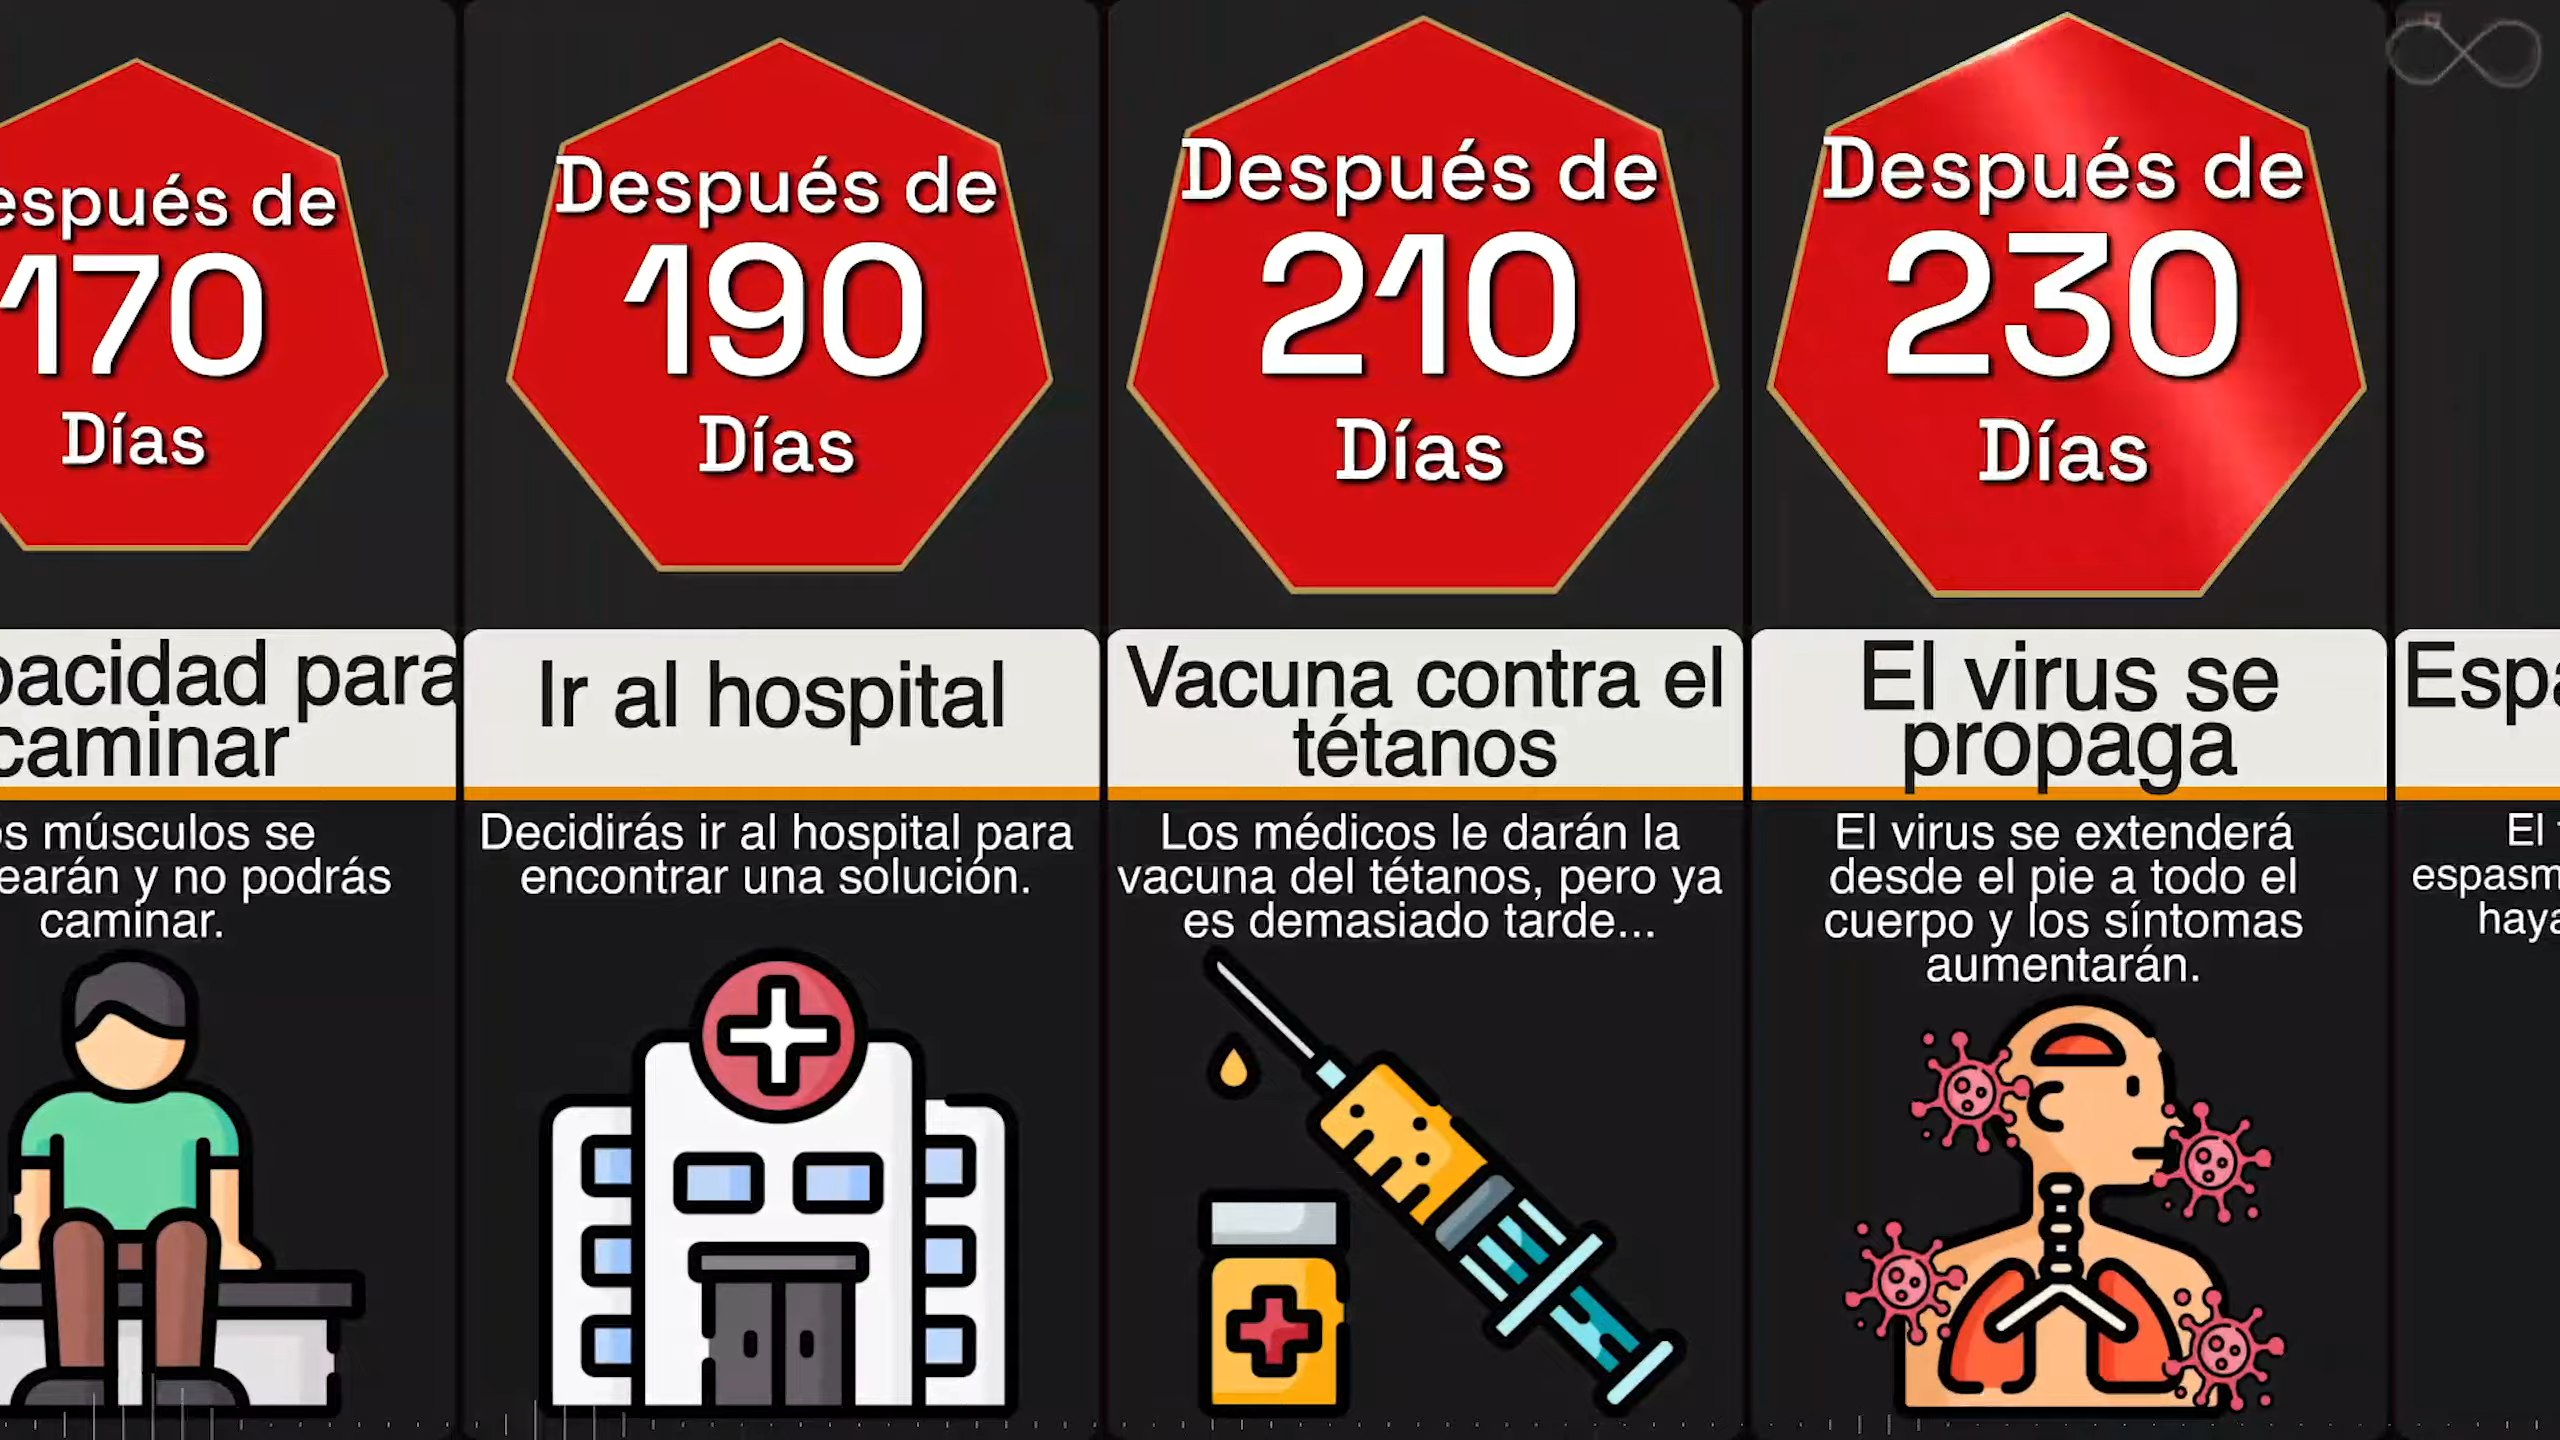 espués de
170
Días
pacidad para
caminar
os músculos se
earán y no podrás
caminar.
Después de
190
Días
Ir al hospital
Decidirás ir al hospital para
encontrar una solución.
Después de
210
Días
Vacuna contra el
tétanos
Los médicos le darán la
vacuna del tétanos, pero ya
es demasiado tarde...
Después de
230
Días
El virus se
propaga
El virus se extenderá
desde el pie a todo el
cuerpo y los síntomas
aumentarán.
Espa
El
espasm
haya